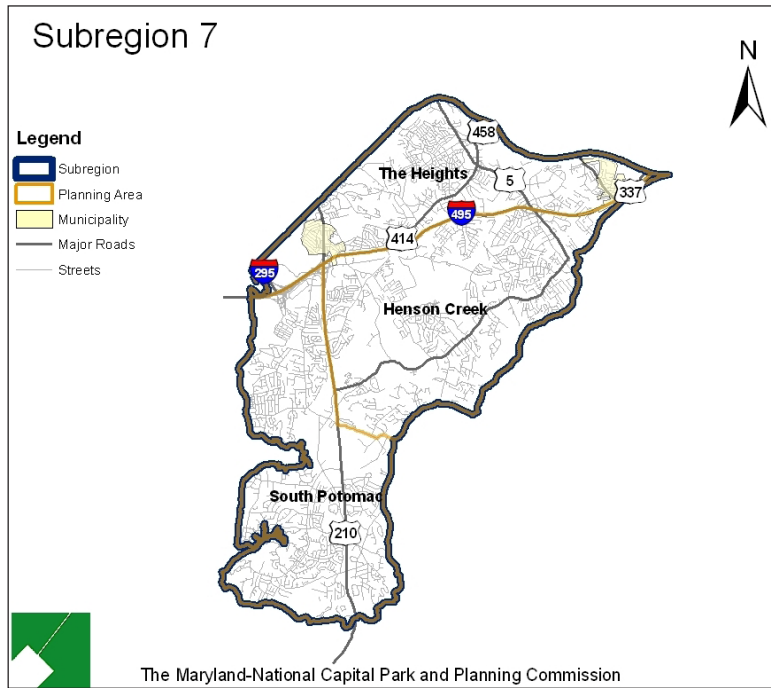 Subregion 7
N
Legend
Subregion
Planning Area
Municipality
Major Roads
Streets
458
The Heights
5
337
495
414
295
Henson Creek
South Potomac
210
The Maryland-National Capital Park and Planning Commission